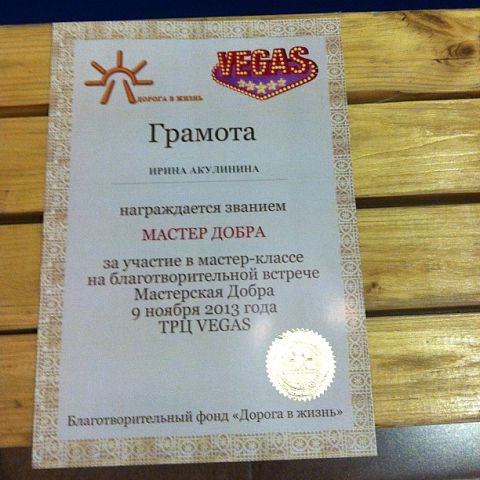 ДОРОГА В ЖИЗНЬ
VEGAS
Грамота
ИРИНА АКУЛИНИНА
награждается званием
МАСТЕР ДОБРА
за участие в мастер-классе
на благотворительной встрече
Мастерская Добра
9 ноября 2013 года
ТРЦ VEGAS
Благотворительный фонд «Дорога в жизнь»